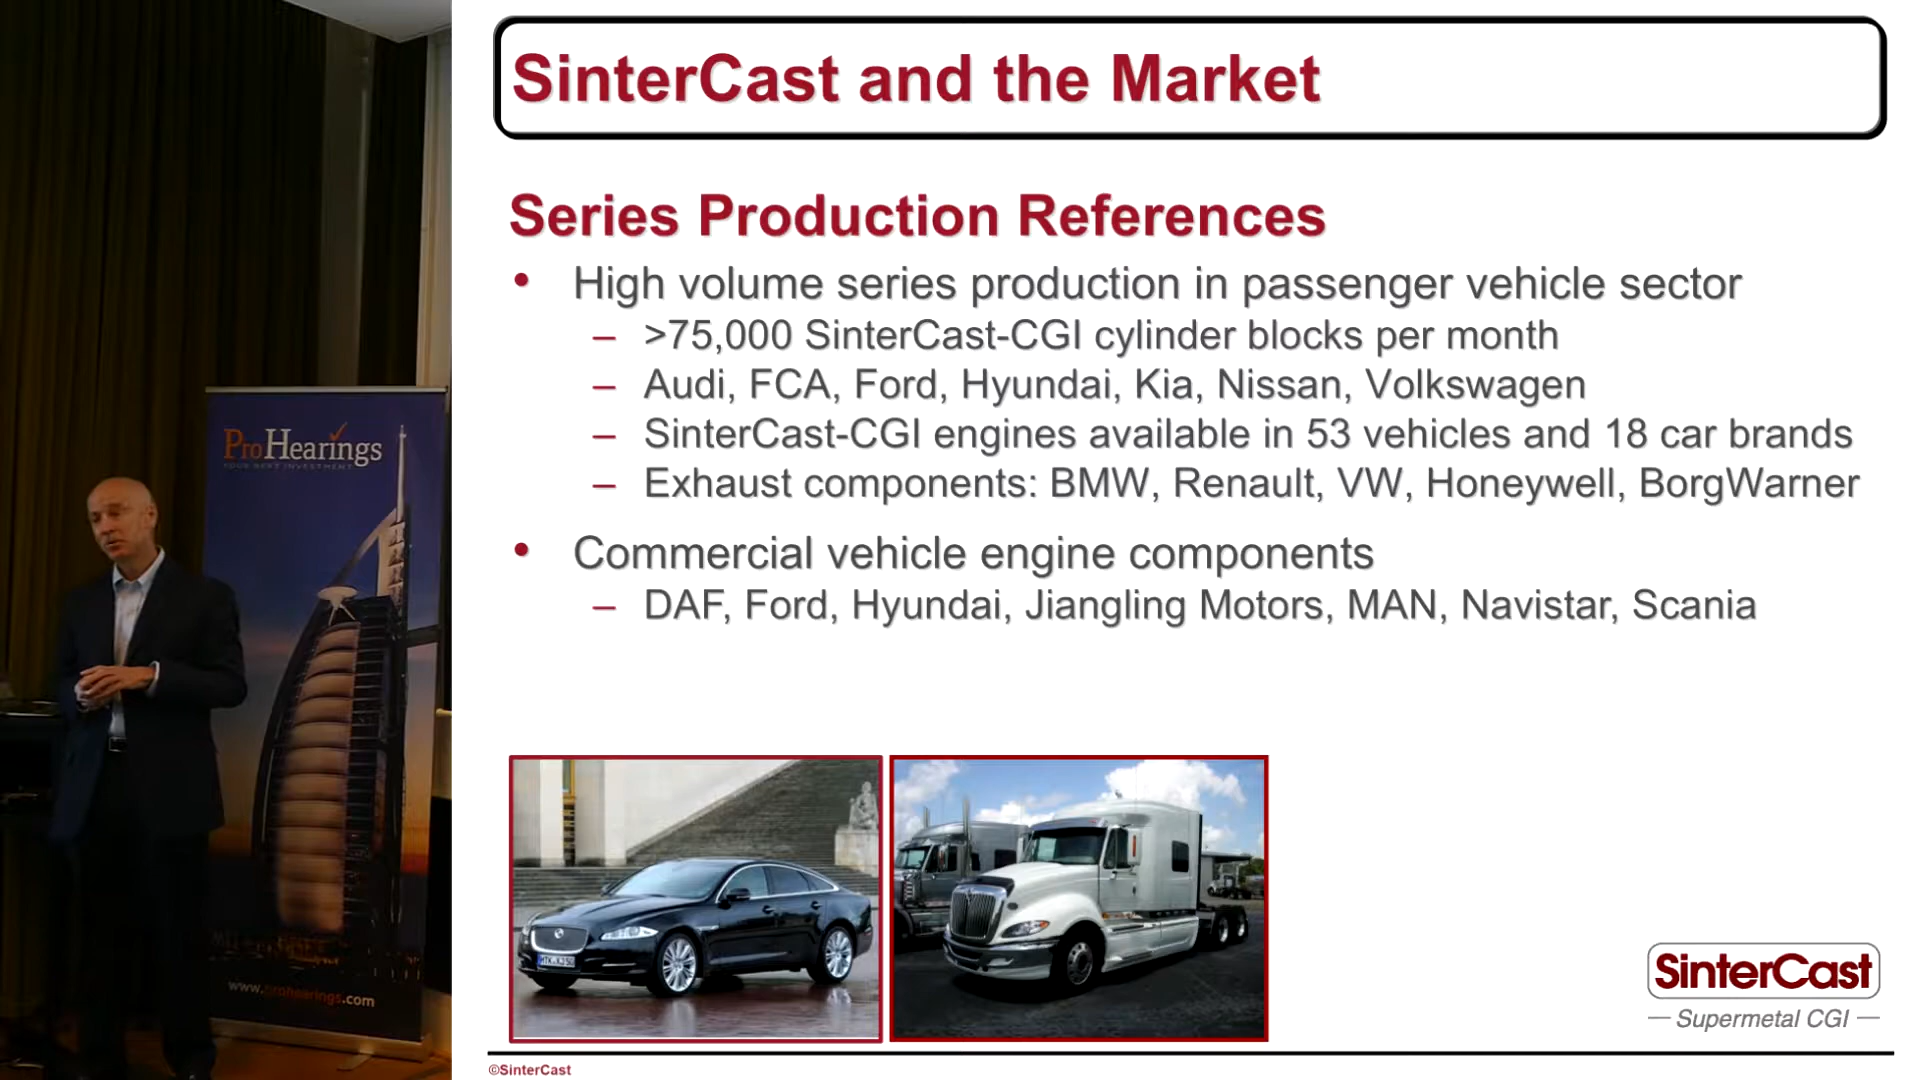 SinterCast and the Market
Series Production References
• High volume series production in passenger vehicle sector
– >75,000 SinterCast-CGI cylinder blocks per month
– Audi, FCA, Ford, Hyundai, Kia, Nissan, Volkswagen
– SinterCast-CGI engines available in 53 vehicles and 18 car brands
– Exhaust components: BMW, Renault, VW, Honeywell, BorgWarner
• Commercial vehicle engine components
– DAF, Ford, Hyundai, Jiangling Motors, MAN, Navistar, Scania
SinterCast
— Supermetal CGI —
©SinterCast
ProHearings
YOUR NEXT INVESTMENT
www.prohearings.com